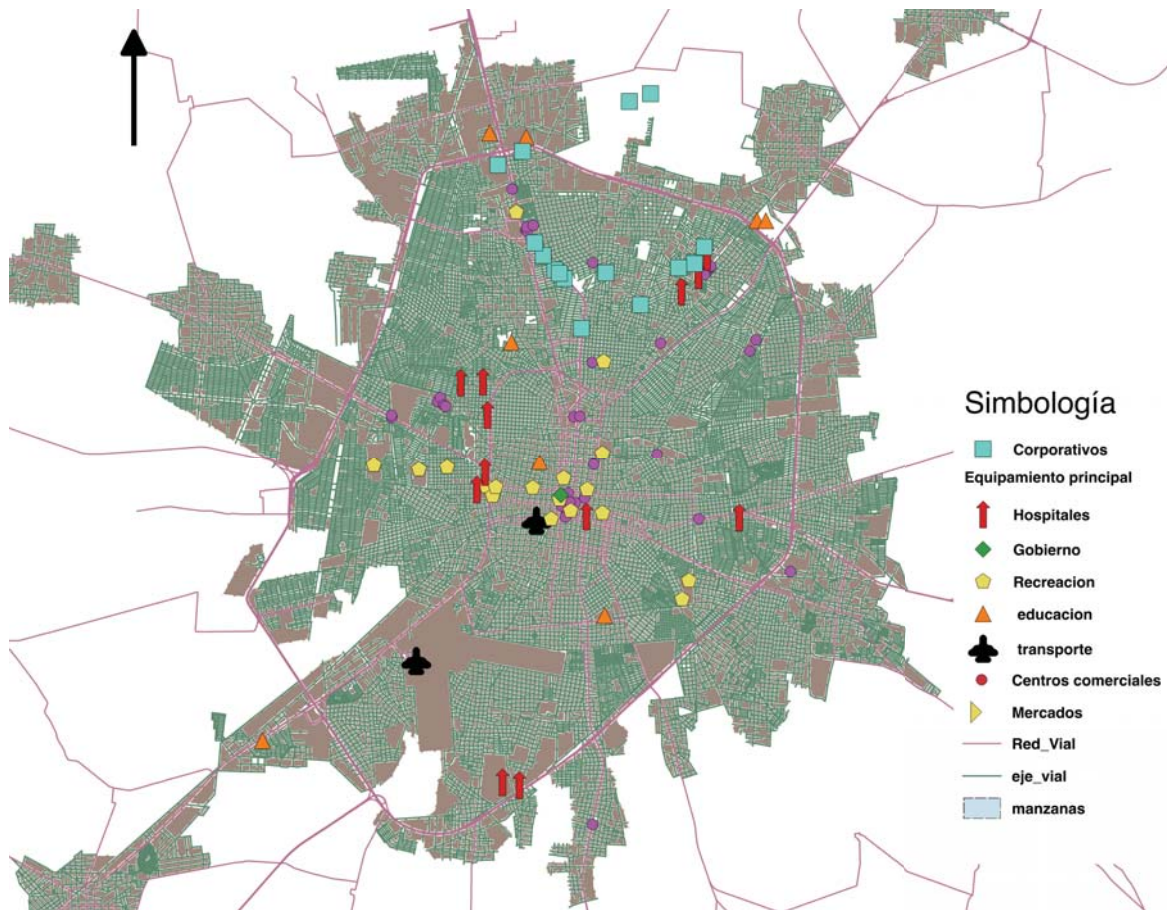 Simbología
Corporativos
Equipamiento principal
Hospitales
Gobierno
Recreacion
educacion
transporte
Centros comerciales
Mercados
Red_Vial
eje_vial
manzanas